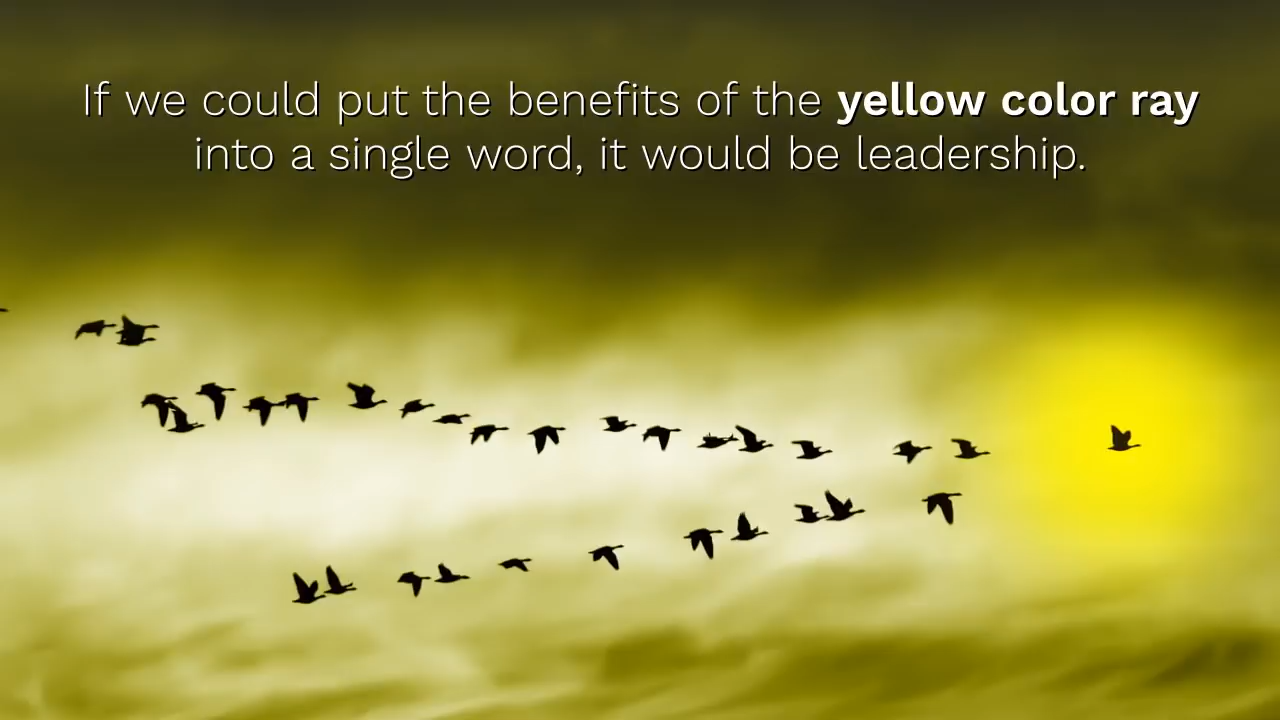 If we could put the benefits of the yellow color ray
into a single word, it would be leadership.